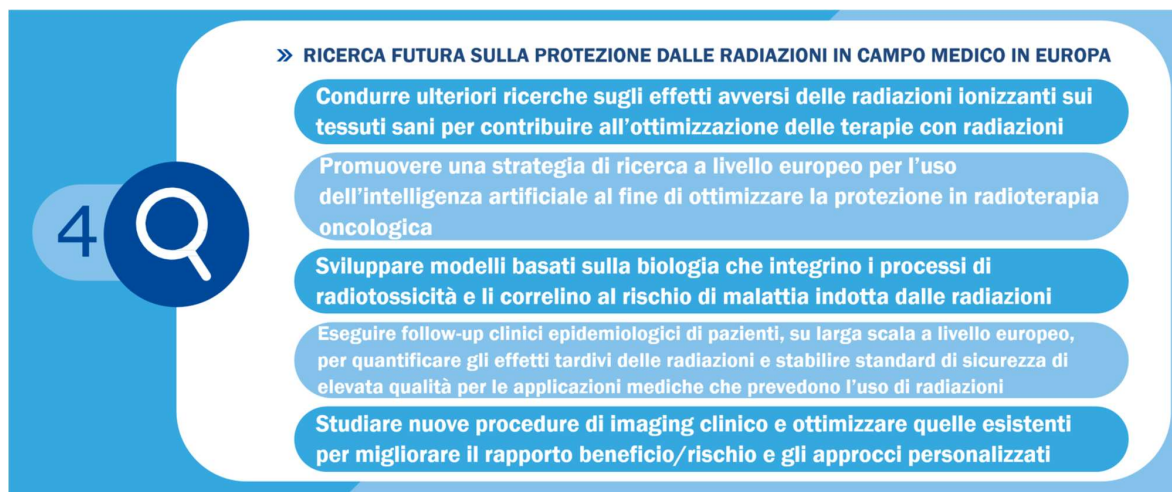 » RICERCA FUTURA SULLA PROTEZIONE DALLE RADIAZIONI IN CAMPO MEDICO IN EUROPA
Condurre ulteriori ricerche sugli effetti avversi delle radiazioni ionizzanti sui
tessuti sani per contribuire all’ottimizzazione delle terapie con radiazioni
Promuovere una strategia di ricerca a livello europeo per l’uso
dell’intelligenza artificiale al fine di ottimizzare la protezione in radioterapia
oncologica
4
Sviluppare modelli basati sulla biologia che integrino i processi di
radiotossicità e li correlino al rischio di malattia indotta dalle radiazioni
Eseguire follow-up clinici epidemiologici di pazienti, su larga scala a livello europeo,
per quantificare gli effetti tardivi delle radiazioni e stabilire standard di sicurezza di
elevata qualità per le applicazioni mediche che prevedono l’uso di radiazioni
Studiare nuove procedure di imaging clinico e ottimizzare quelle esistenti
per migliorare il rapporto beneficio/rischio e gli approcci personalizzati